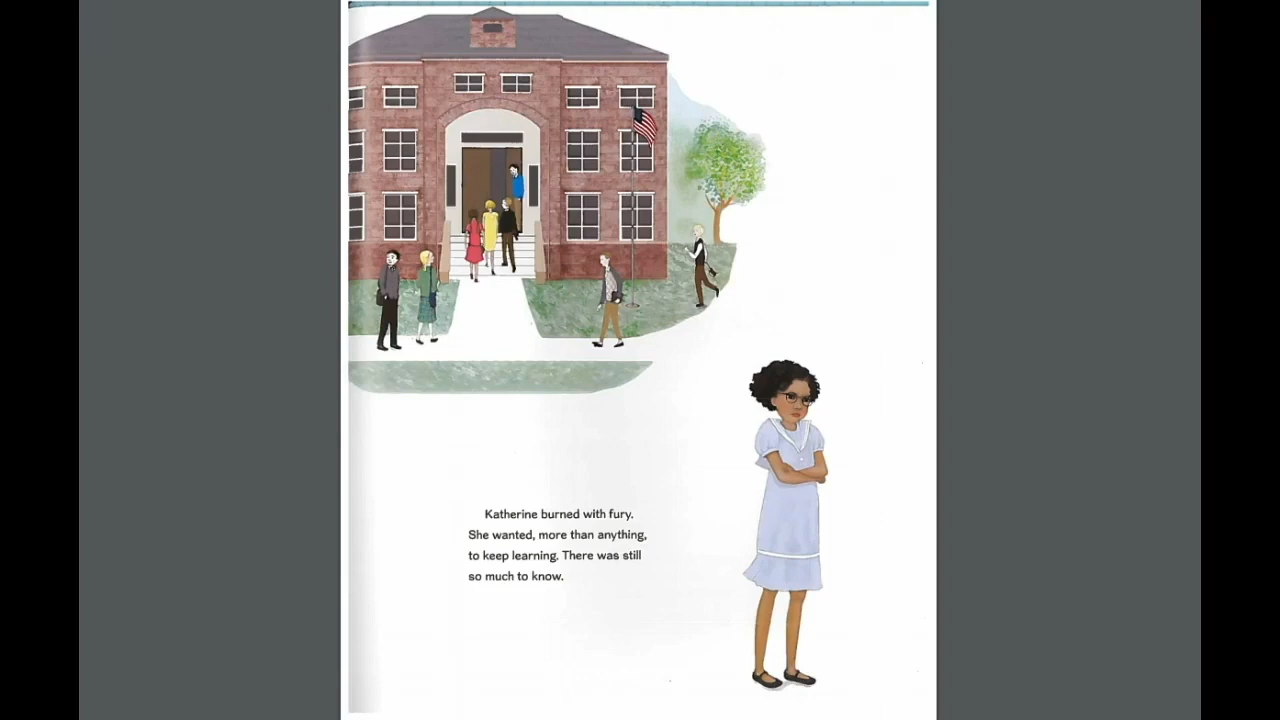 Katherine burned with fury.
She wanted, more than anything,
to keep learning. There was still
so much to know.